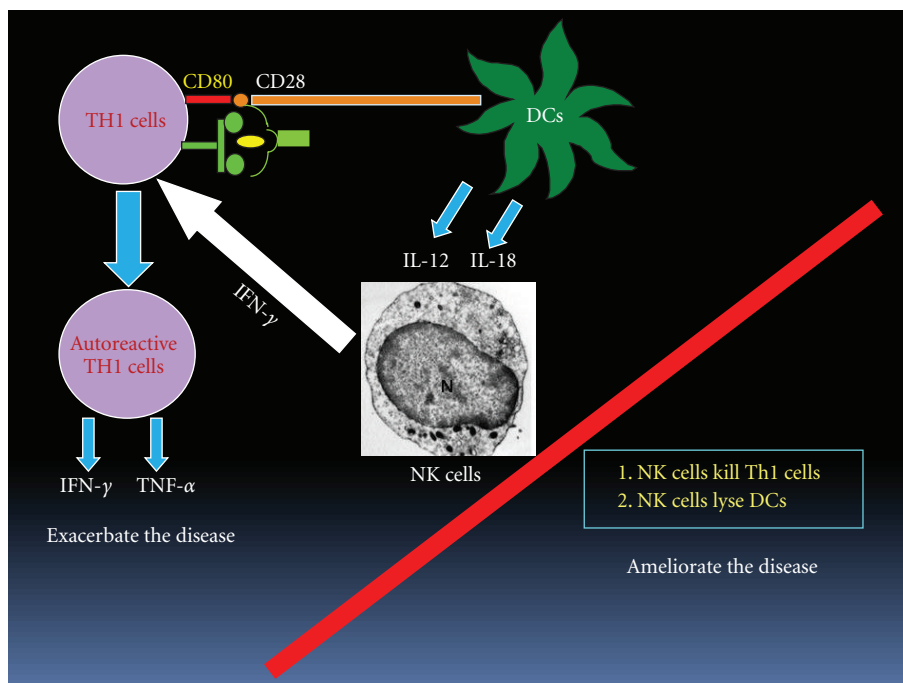 CD80 CD28
TH1 cells
DCs
IL-12 IL-18
IFN-γ
Autoreactive
TH1 cells
N
NK cells
IFN-γ TNF-α
Exacerbate the disease
1. NK cells kill Th1 cells
2. NK cells lyse DCs
Ameliorate the disease